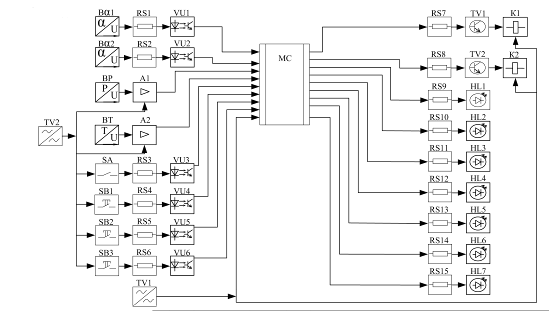 Bα1 RS1 VU1 RS7 TV1 K1
α U
Bα2 RS2 VU2 MC RS8 TV2 K2
α U
BP A1 RS9 HL1
P U
BT A2 RS10 HL2
T U
TV2
SA RS3 VU3 RS11 HL3
SB1 RS4 VU4 RS12 HL4
SB2 RS5 VU5 RS13 HL5
SB3 RS6 VU6 RS14 HL6
TV1 RS15 HL7